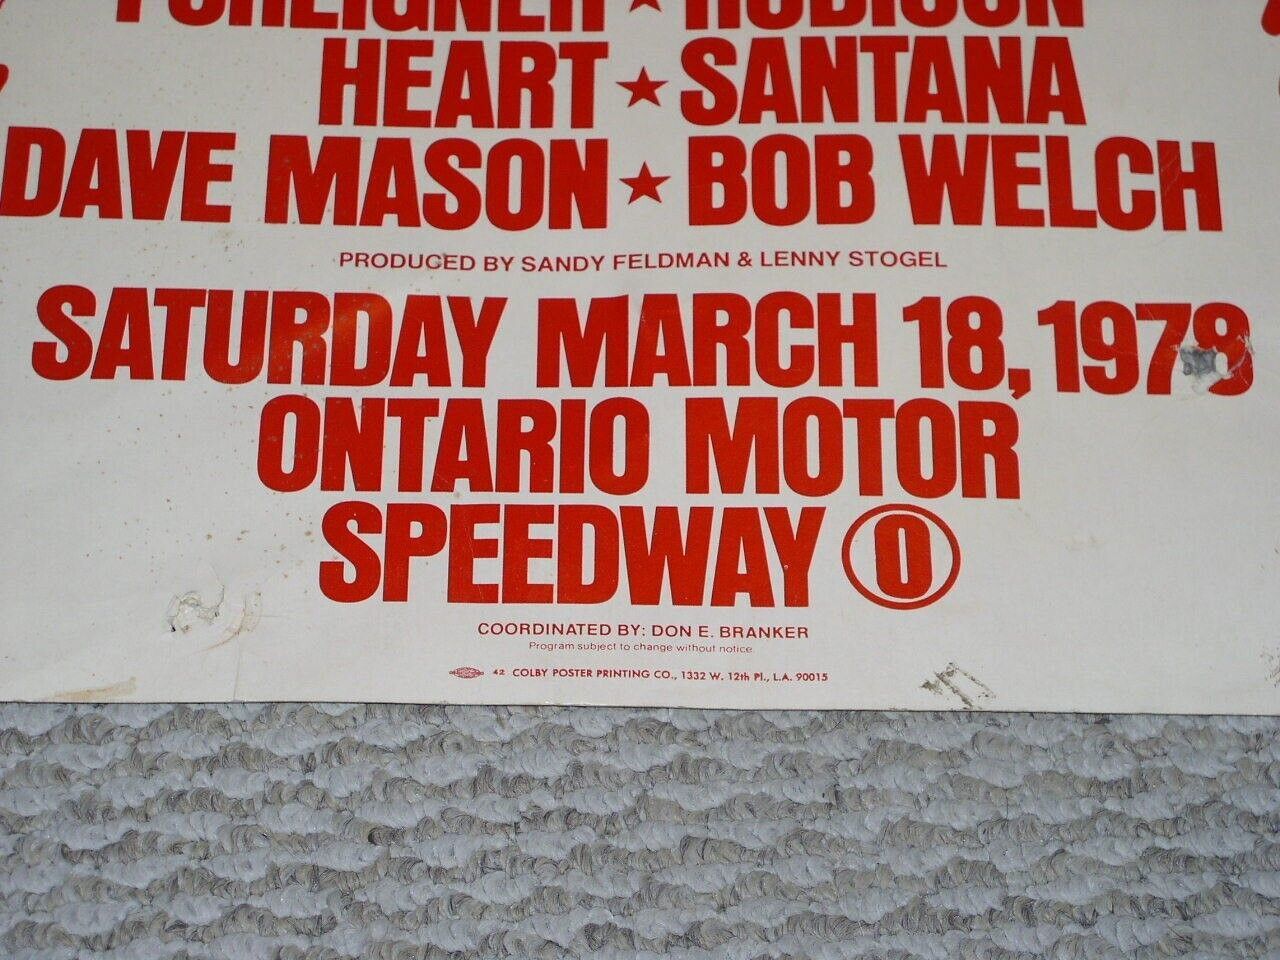 FOREIGNER ★ RUBICON
HEART ★ SANTANA
DAVE MASON ★ BOB WELCH
PRODUCED BY SANDY FELDMAN & LENNY STOGEL
SATURDAY MARCH 18, 1978
ONTARIO MOTOR
SPEEDWAY O
COORDINATED BY: DON E. BRANKER
Program subject to change without notice.
42 COLBY POSTER PRINTING CO., 1332 W. 12th Pl., L.A. 90015